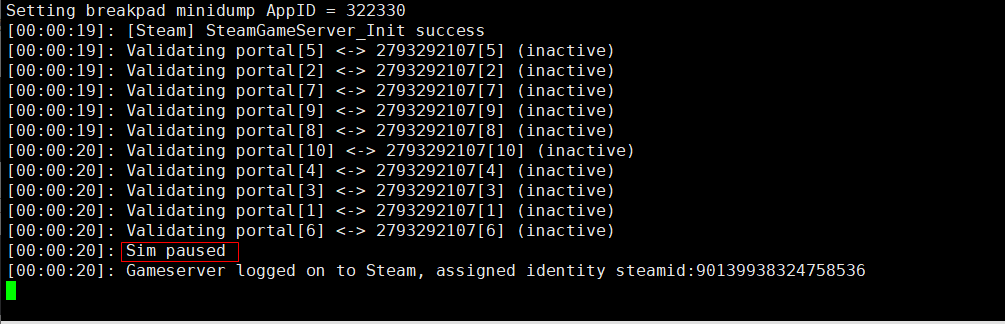 Setting breakpad minidump AppID = 322330
[00:00:19]: [Steam] SteamGameServer_Init success
[00:00:19]: Validating portal[5] <-> 2793292107[5] (inactive)
[00:00:19]: Validating portal[2] <-> 2793292107[2] (inactive)
[00:00:19]: Validating portal[7] <-> 2793292107[7] (inactive)
[00:00:19]: Validating portal[9] <-> 2793292107[9] (inactive)
[00:00:19]: Validating portal[8] <-> 2793292107[8] (inactive)
[00:00:20]: Validating portal[10] <-> 2793292107[10] (inactive)
[00:00:20]: Validating portal[4] <-> 2793292107[4] (inactive)
[00:00:20]: Validating portal[3] <-> 2793292107[3] (inactive)
[00:00:20]: Validating portal[1] <-> 2793292107[1] (inactive)
[00:00:20]: Validating portal[6] <-> 2793292107[6] (inactive)
[00:00:20]: Sim paused
[00:00:20]: Gameserver logged on to Steam, assigned identity steamid:90139938324758536